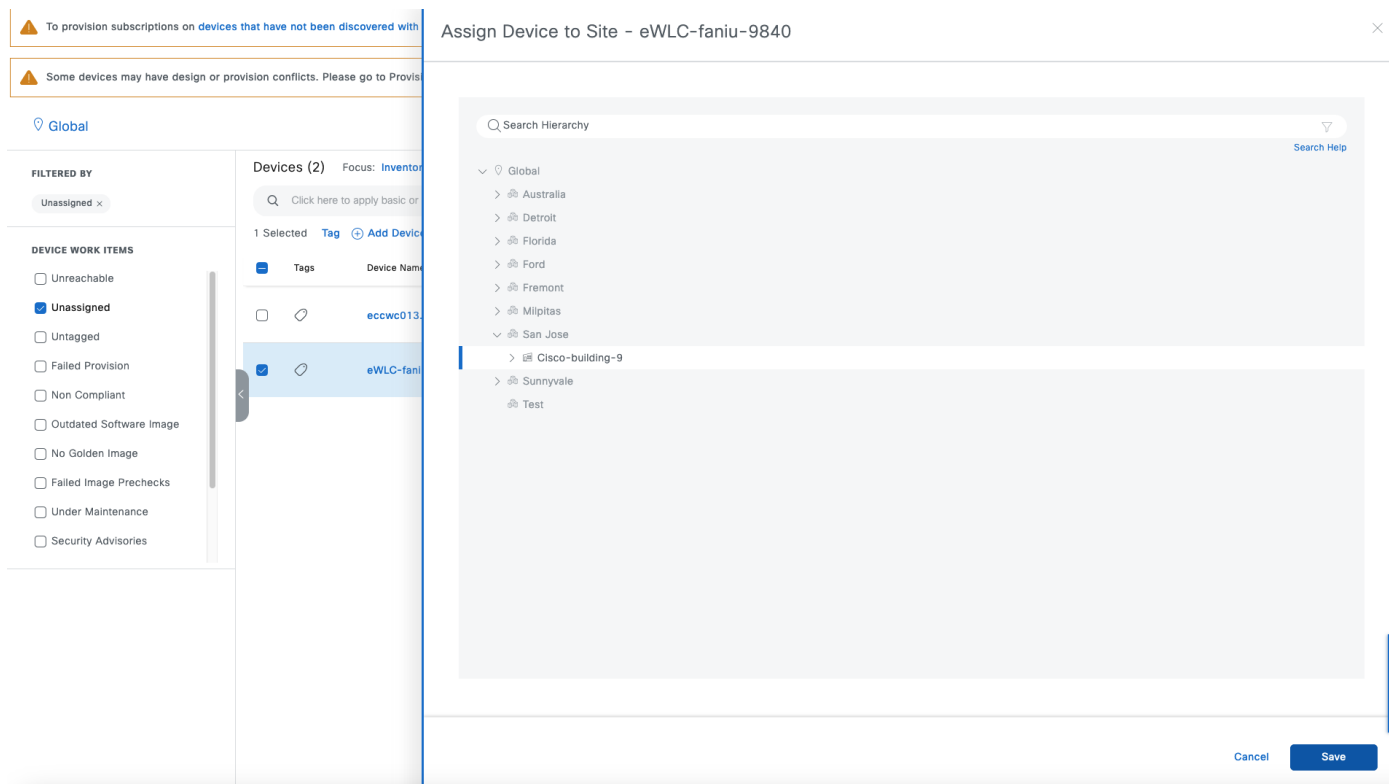 To provision subscriptions on devices that have not been discovered with
Some devices may have design or provision conflicts. Please go to Provisi
Global
FILTERED BY
Unassigned ×
DEVICE WORK ITEMS
Unreachable
Unassigned
Untagged
Failed Provision
Non Compliant
Outdated Software Image
No Golden Image
Failed Image Prechecks
Under Maintenance
Security Advisories
Devices (2) Focus: Inventor
Click here to apply basic or
1 Selected Tag Add Device
Tags Device Name
eccwc013.
eWLC-fani
Assign Device to Site - eWLC-faniu-9840
Search Hierarchy
Search Help
Global
Australia
Detroit
Florida
Ford
Fremont
Milpitas
San Jose
Cisco-building-9
Sunnyvale
Test
Cancel Save